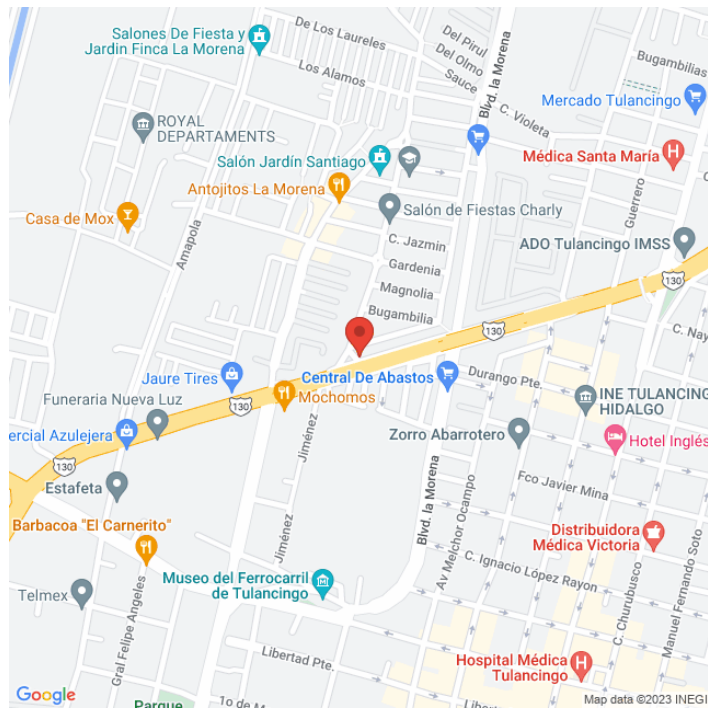 Salones De Fiesta y
Jardin Finca La Morena
De Los Laureles
Del Pirul
Del Olmo
Sauce
Bugambilias
Los Alamos
Blvd. la Morena
C. Violeta
Mercado Tulancingo
ROYAL
DEPARTAMENTS
Salón Jardín Santiago
Médica Santa María
Antojitos La Morena
Guerrero
Casa de Mox
Salón de Fiestas Charly
Amapola
C. Jazmin
ADO Tulancingo IMSS
Gardenia
Magnolia
130
Bugambilia
130
C. Nay
Jaure Tires
Central De Abastos
Durango Pte.
Funeraria Nueva Luz
Mochomos
INE TULANCING
HIDALGO
130
ercial Azulejera
Zorro Abarrotero
Hotel Inglés
Jiménez
130
Estafeta
Fco Javier Mina
Blvd. la Morena
Av Melchor Ocampo
Barbacoa "El Carnerito"
Distribuidora
Médica Victoria
Jiménez
C. Ignacio López Rayon
Museo del Ferrocarril
de Tulancingo
Telmex
Gral Felipe Angeles
C. Churubusco
Manuel Fernando Soto
Libertad Pte.
Hospital Médica
Tulancingo
Google
Parque
1o de M
Libert
Map data ©2023 INEGI